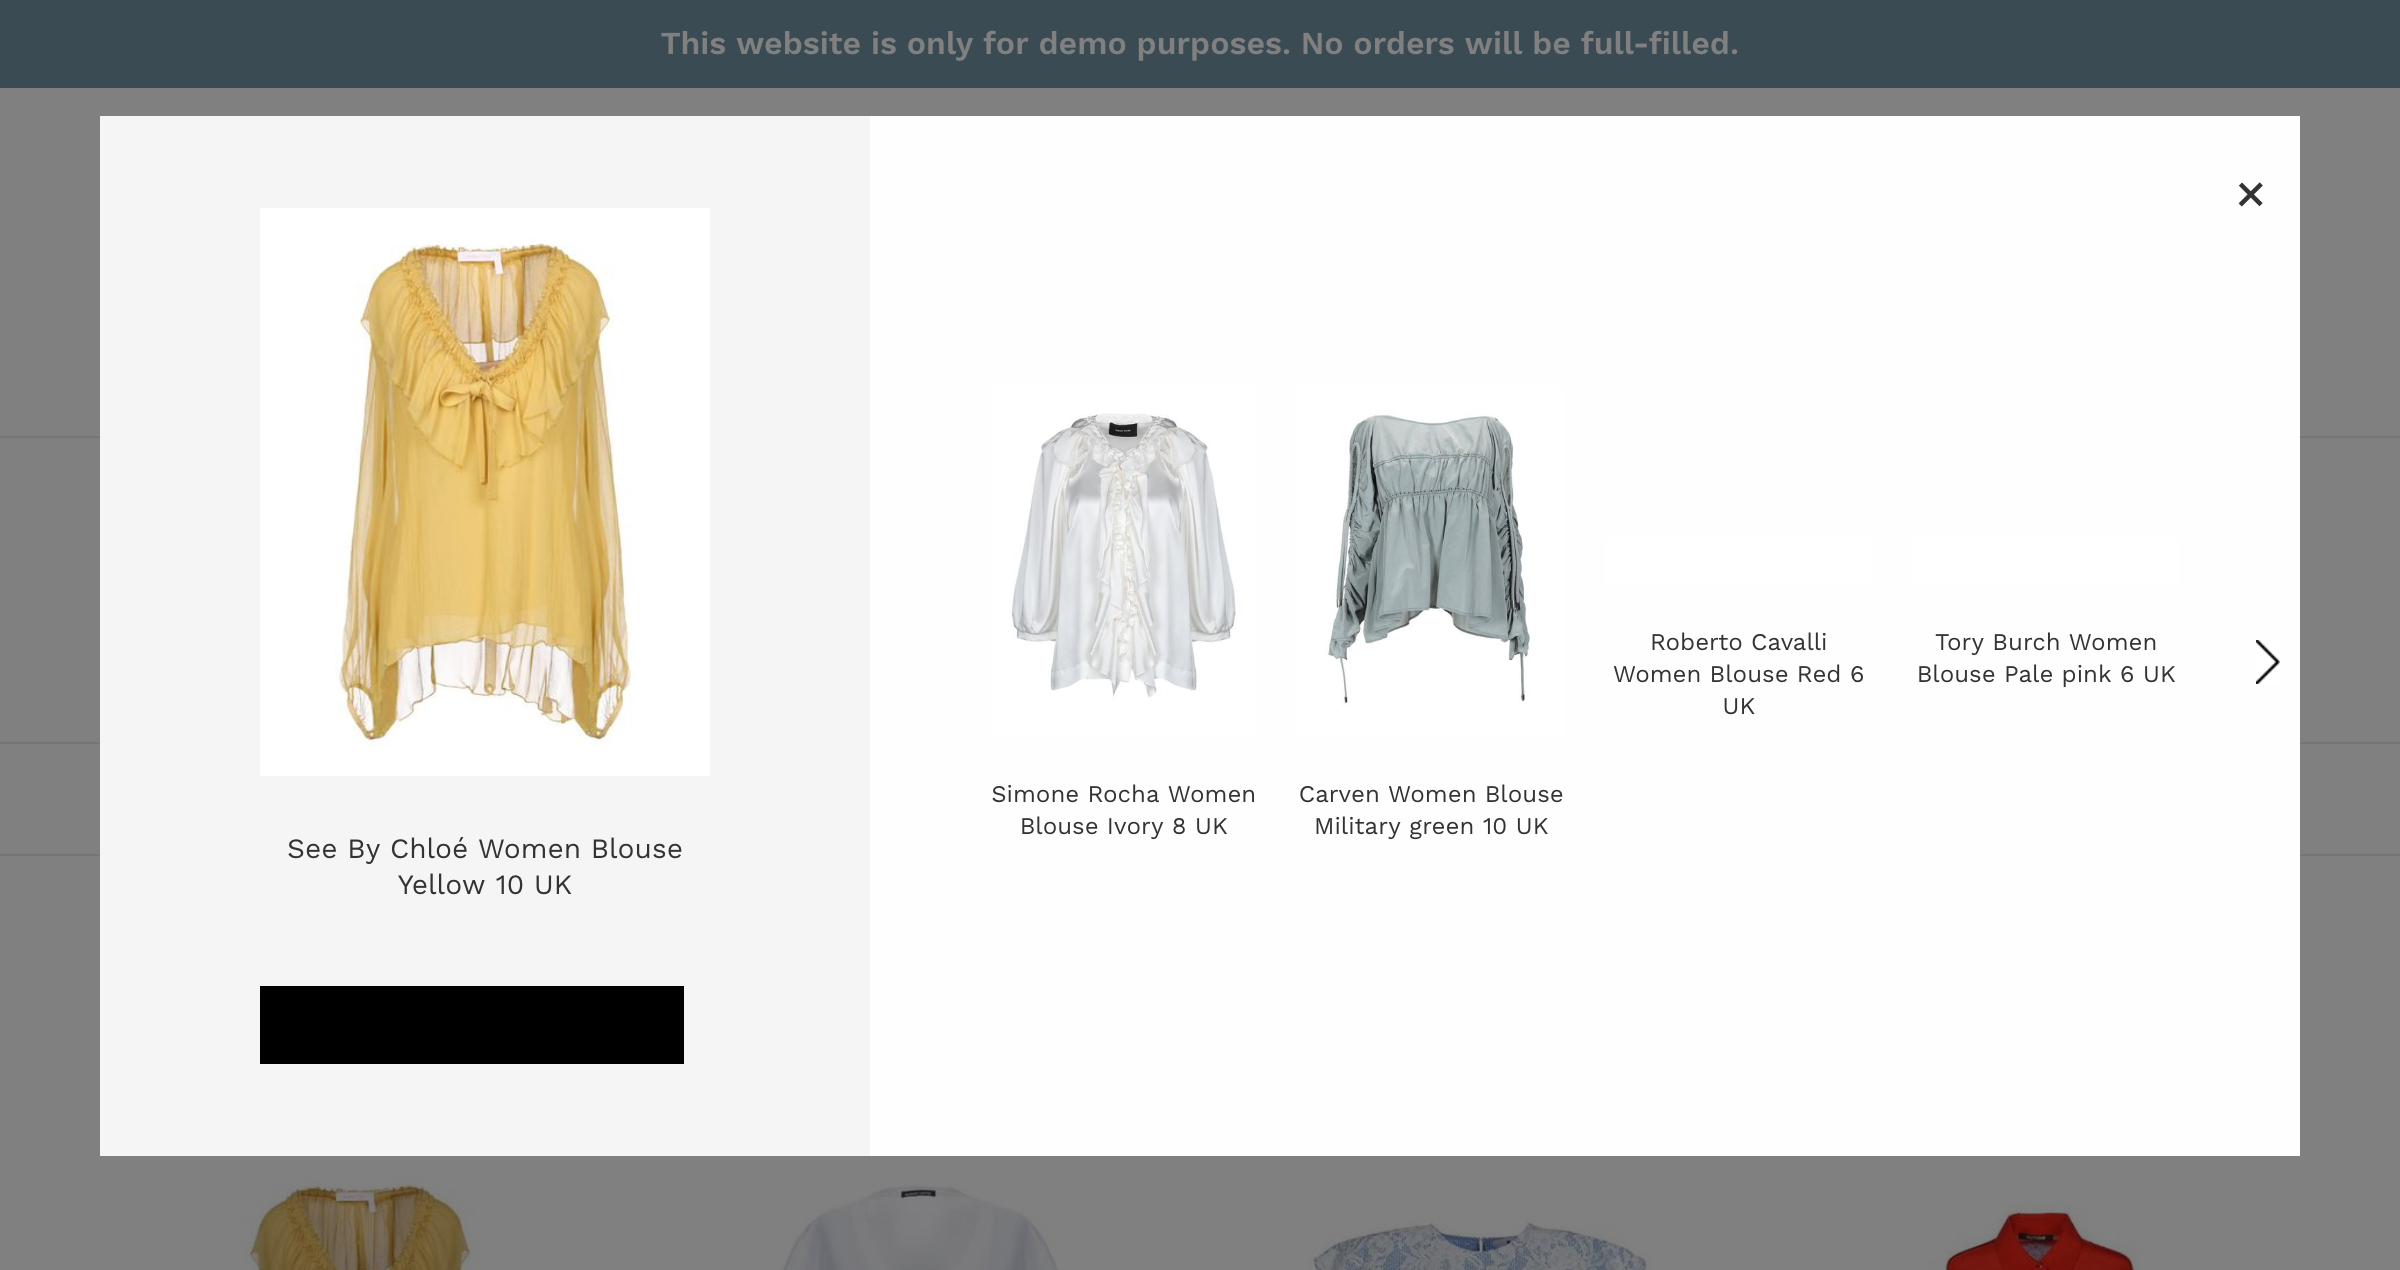 This website is only for demo purposes. No orders will be full-filled.
See By Chloé Women Blouse
Yellow 10 UK
Simone Rocha Women
Blouse Ivory 8 UK
Carven Women Blouse
Military green 10 UK
Roberto Cavalli
Women Blouse Red 6
UK
Tory Burch Women
Blouse Pale pink 6 UK